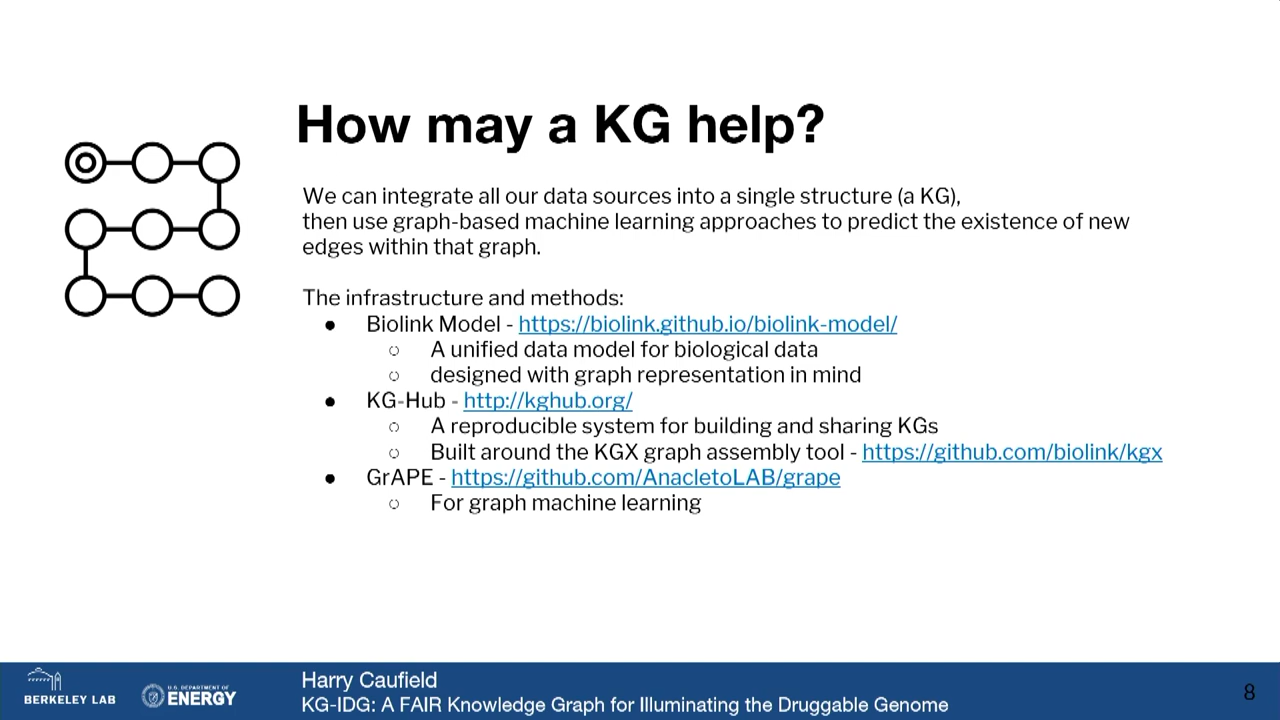 How may a KG help?
We can integrate all our data sources into a single structure (a KG),
then use graph-based machine learning approaches to predict the existence of new
edges within that graph.
The infrastructure and methods:
● Biolink Model - https://biolink.github.io/biolink-model/
○ A unified data model for biological data
○ designed with graph representation in mind
● KG-Hub - http://kghub.org/
○ A reproducible system for building and sharing KGs
○ Built around the KGX graph assembly tool - https://github.com/biolink/kgx
● GrAPE - https://github.com/AnacletoLAB/grape
○ For graph machine learning
BERKELEY LAB
U.S. DEPARTMENT OF
ENERGY
Harry Caufield
KG-IDG: A FAIR Knowledge Graph for Illuminating the Druggable Genome
8